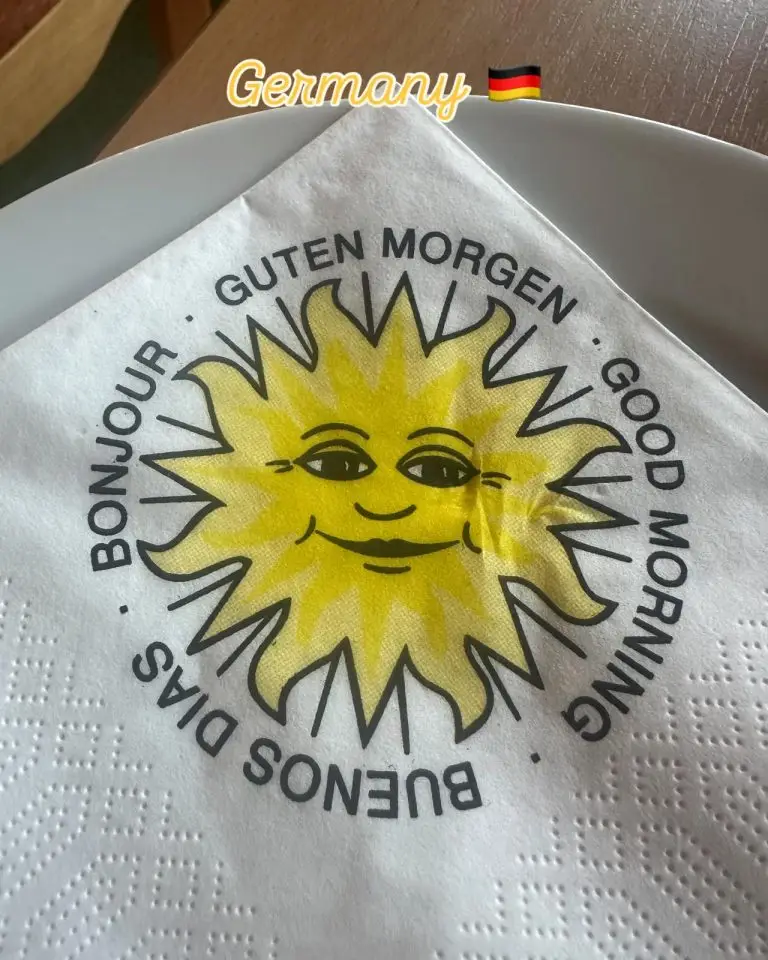 Germany 🇩🇪
GUTEN MORGEN · GOOD MORNING · BUENOS DIAS · BONJOUR ·